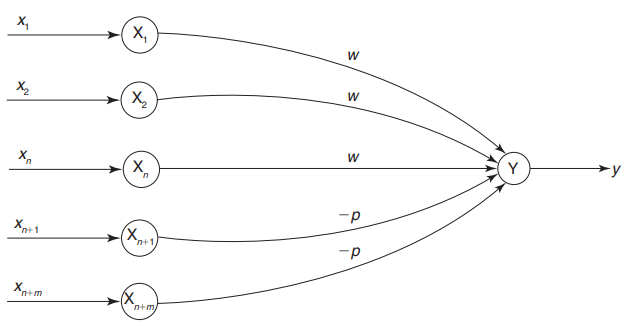 x₁ X₁ w
x₂ X₂ w
xₙ Xₙ w Y y
xₙ₊₁ Xₙ₊₁ −p
xₙ₊ₘ Xₙ₊ₘ −p